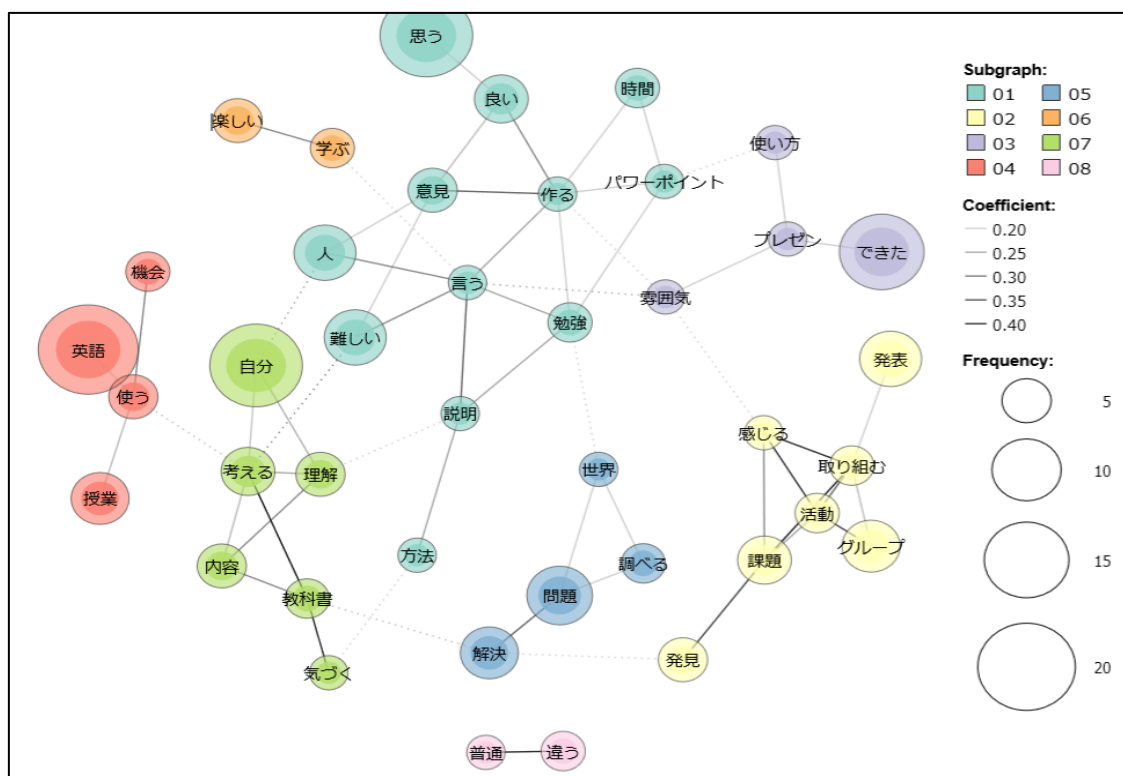 思う
良い
時間
楽しい
学ぶ
使い方
意見
作る
パワーポイント
人
プレゼン
できた
機会
言う
雰囲気
難しい
勉強
英語
自分
発表
使う
説明
感じる
考える
理解
世界
取り組む
授業
活動
グループ
方法
内容
調べる
課題
教科書
問題
解決
発見
気づく
普通
違う
Subgraph:
01 05
02 06
03 07
04 08
Coefficient:
0.20
0.25
0.30
0.35
0.40
Frequency:
5
10
15
20